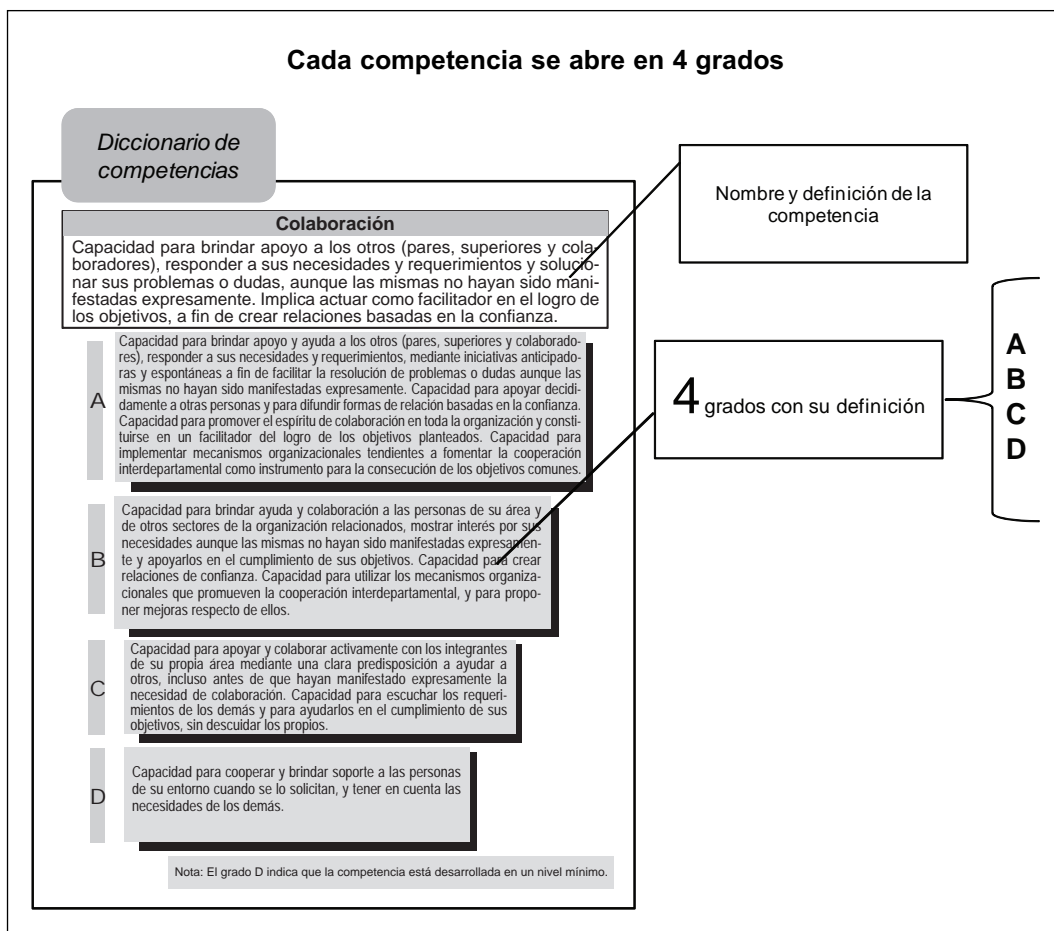 Cada competencia se abre en 4 grados
Diccionario de
competencias
Colaboración
Capacidad para brindar apoyo a los otros (pares, superiores y cola-
boradores), responder a sus necesidades y requerimientos y solucio-
nar sus problemas o dudas, aunque las mismas no hayan sido mani-
festadas expresamente. Implica actuar como facilitador en el logro de
los objetivos, a fin de crear relaciones basadas en la confianza.
A
Capacidad para brindar apoyo y ayuda a los otros (pares, superiores y colaborado-
res), responder a sus necesidades y requerimientos, mediante iniciativas anticipado-
ras y espontáneas a fin de facilitar la resolución de problemas o dudas aunque las
mismas no hayan sido manifestadas expresamente. Capacidad para apoyar decidi-
damente a otras personas y para difundir formas de relación basadas en la confianza.
Capacidad para promover el espíritu de colaboración en toda la organización y consti-
tuirse en un facilitador del logro de los objetivos planteados. Capacidad para
implementar mecanismos organizacionales tendientes a fomentar la cooperación
interdepartamental como instrumento para la consecución de los objetivos comunes.
B
Capacidad para brindar ayuda y colaboración a las personas de su área y
de otros sectores de la organización relacionados, mostrar interés por sus
necesidades aunque las mismas no hayan sido manifestadas expresamen-
te y apoyarlos en el cumplimiento de sus objetivos. Capacidad para crear
relaciones de confianza. Capacidad para utilizar los mecanismos organiza-
cionales que promueven la cooperación interdepartamental, y para propo-
ner mejoras respecto de ellos.
C
Capacidad para apoyar y colaborar activamente con los integrantes
de su propia área mediante una clara predisposición a ayudar a
otros, incluso antes de que hayan manifestado expresamente la
necesidad de colaboración. Capacidad para escuchar los requeri-
mientos de los demás y para ayudarlos en el cumplimiento de sus
objetivos, sin descuidar los propios.
D
Capacidad para cooperar y brindar soporte a las personas
de su entorno cuando se lo solicitan, y tener en cuenta las
necesidades de los demás.
Nota: El grado D indica que la competencia está desarrollada en un nivel mínimo.
Nombre y definición de la
competencia
4 grados con su definición
A
B
C
D